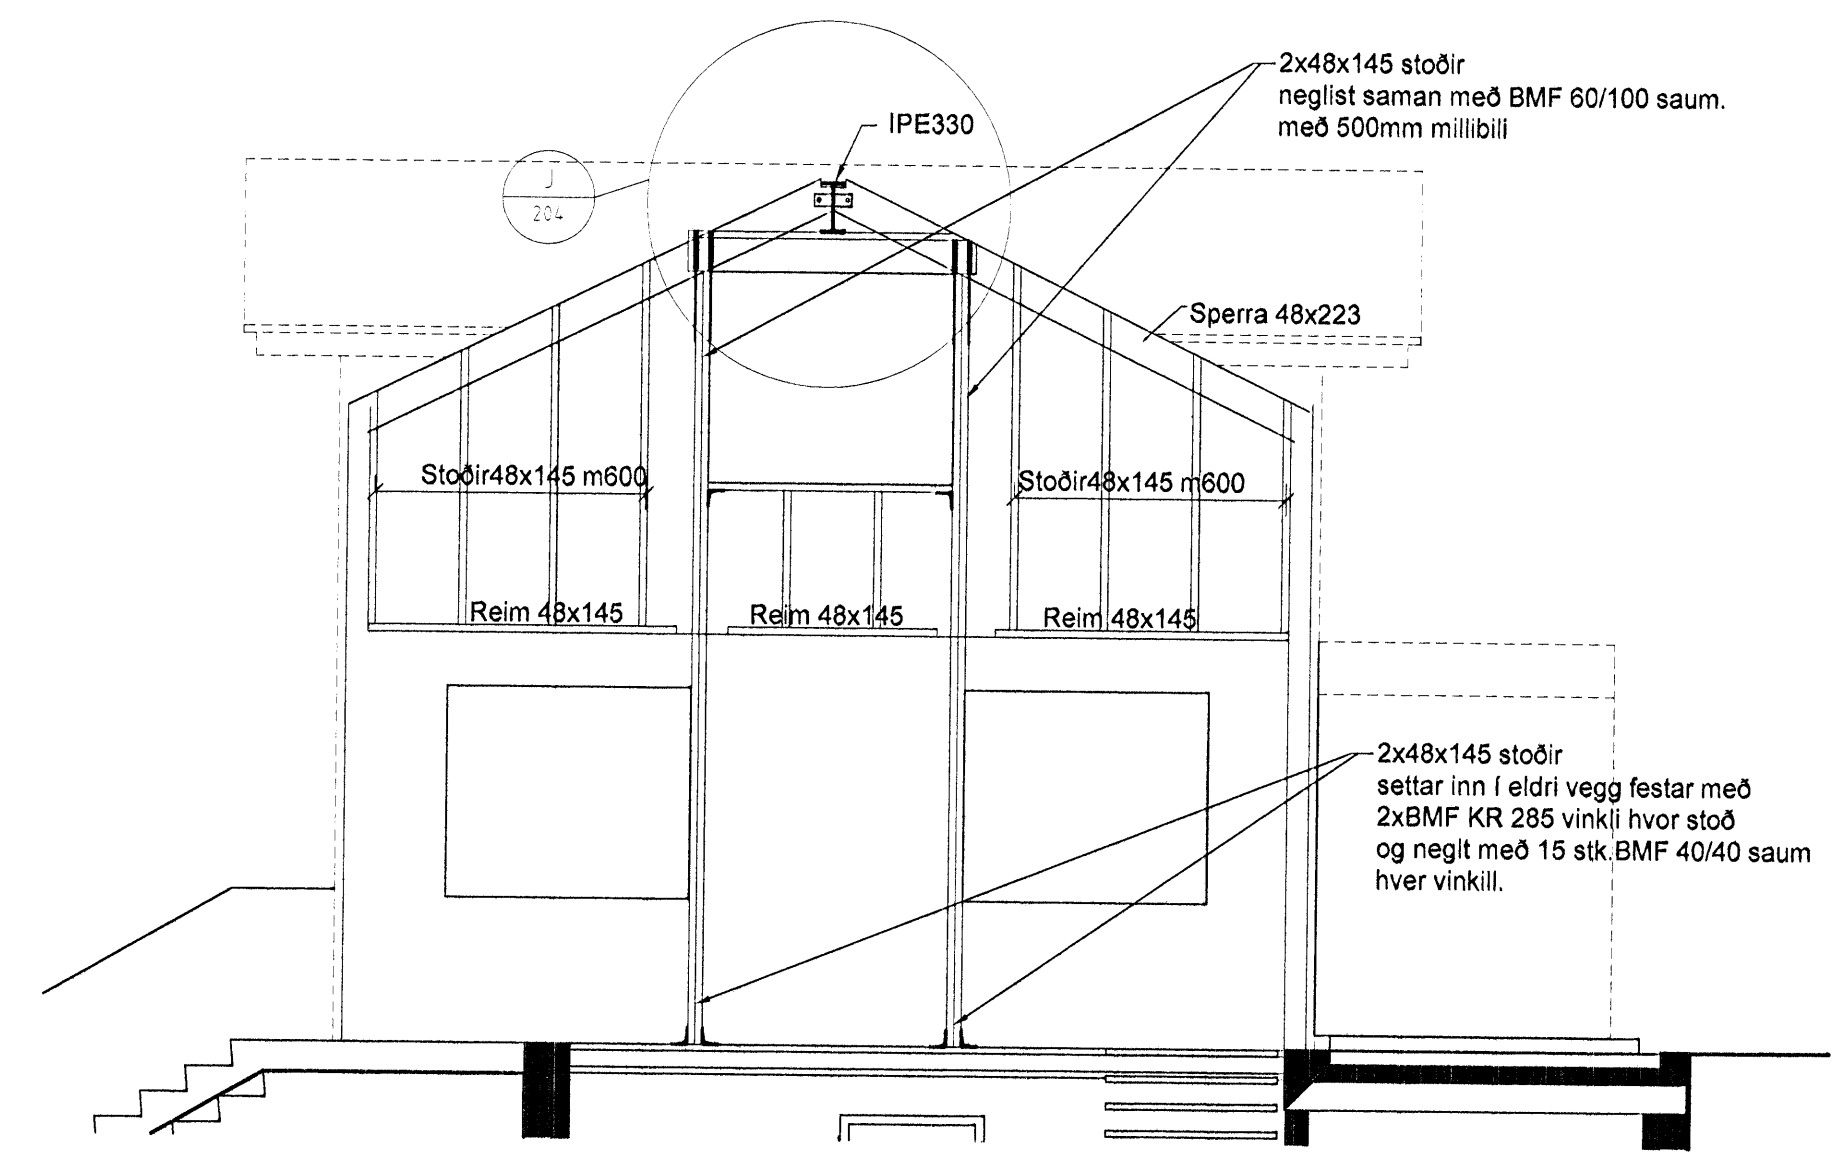 2x48x145 stoðir
neglist saman með BMF 60/100 saum.
með 500mm millibili
IPE330
J
204
Sperra 48x223
Stoðir48x145 m600
Stoðir48x145 m600
Reim 48x145
Reim 48x145
Reim 48x145
2x48x145 stoðir
settar inn í eldri vegg festar með
2xBMF KR 285 vinkli hvor stoð
og neglt með 15 stk.BMF 40/40 saum
hver vinkill.